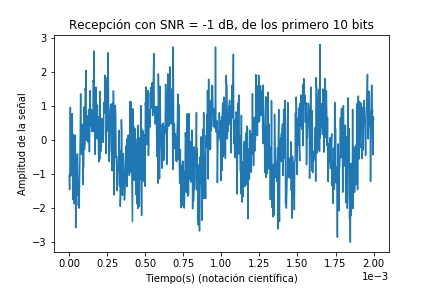 Recepción con SNR = -1 dB, de los primero 10 bits
Amplitud de la señal
3
2
1
0
−1
−2
−3
0.00 0.25 0.50 0.75 1.00 1.25 1.50 1.75 2.00
1e−3
Tiempo(s) (notación científica)